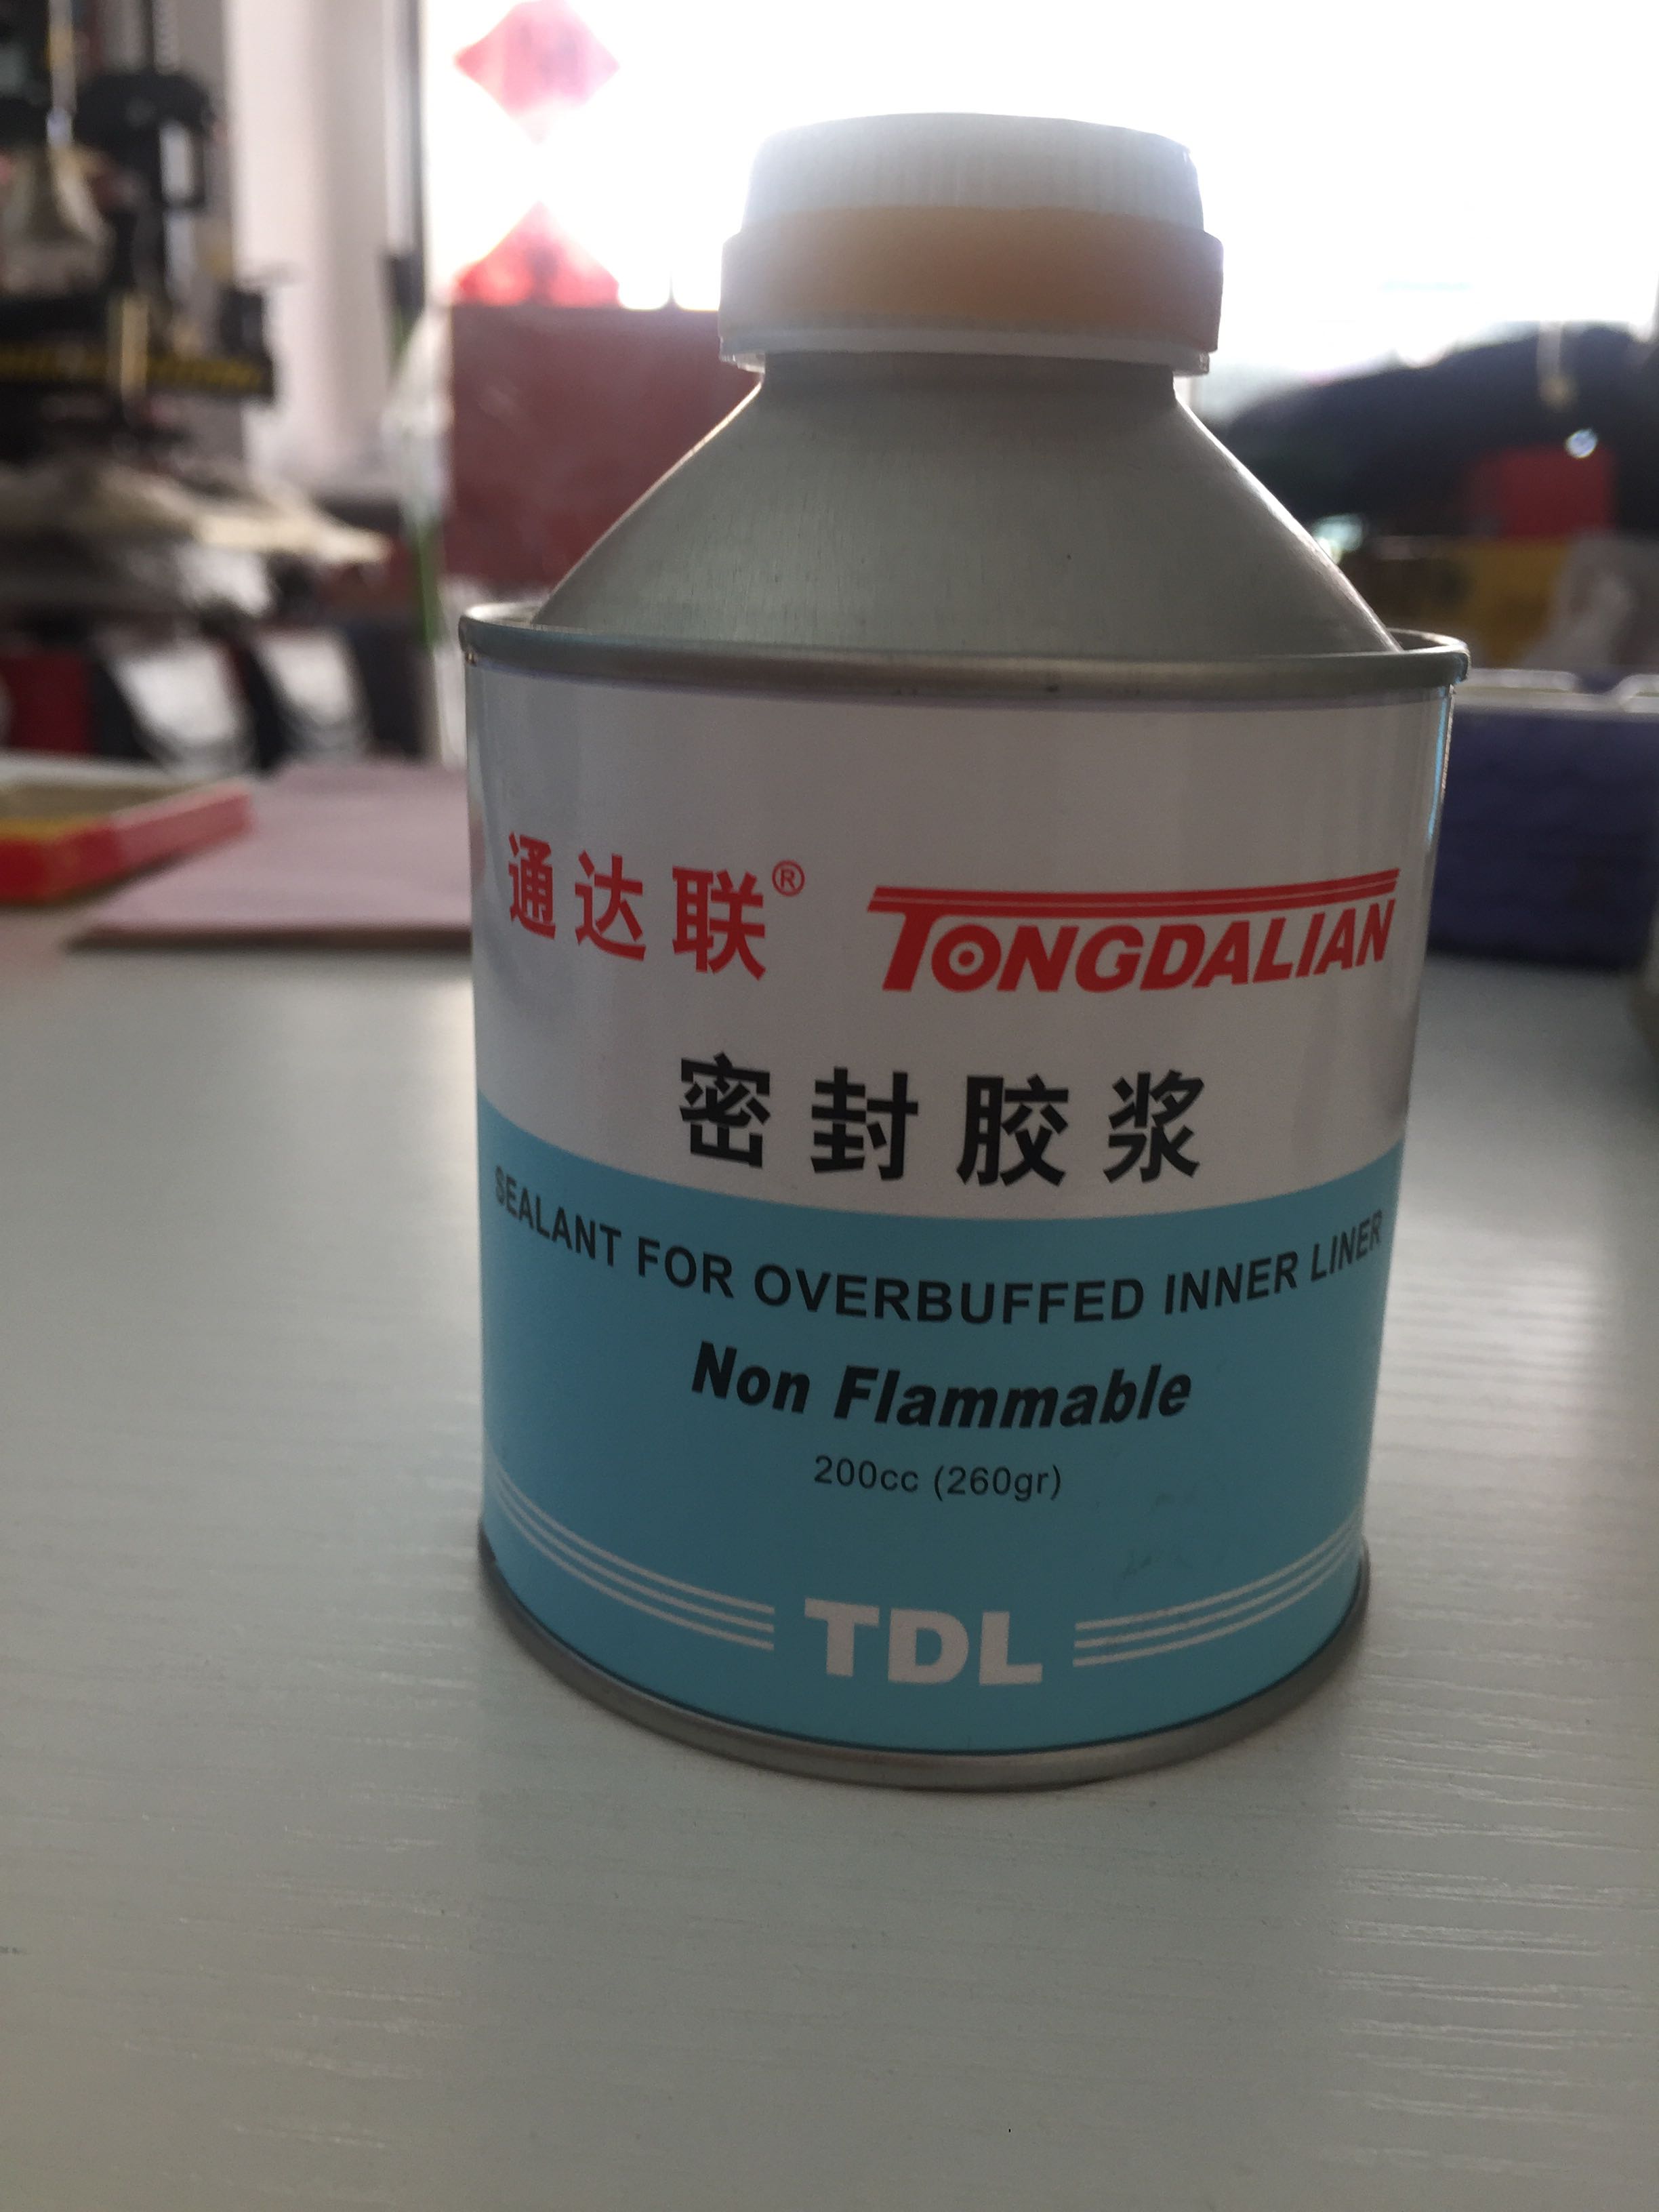 通达联® TONGDALIAN
密封胶浆
SEALANT FOR OVERBUFFED INNER LINER
Non Flammable
200cc (260gr)
TDL